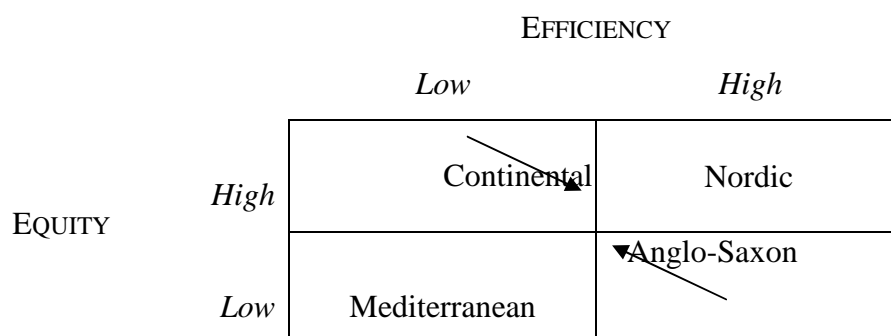 EFFICIENCY
Low High
Continental Nordic
High
EQUITY
Anglo-Saxon
Low Mediterranean